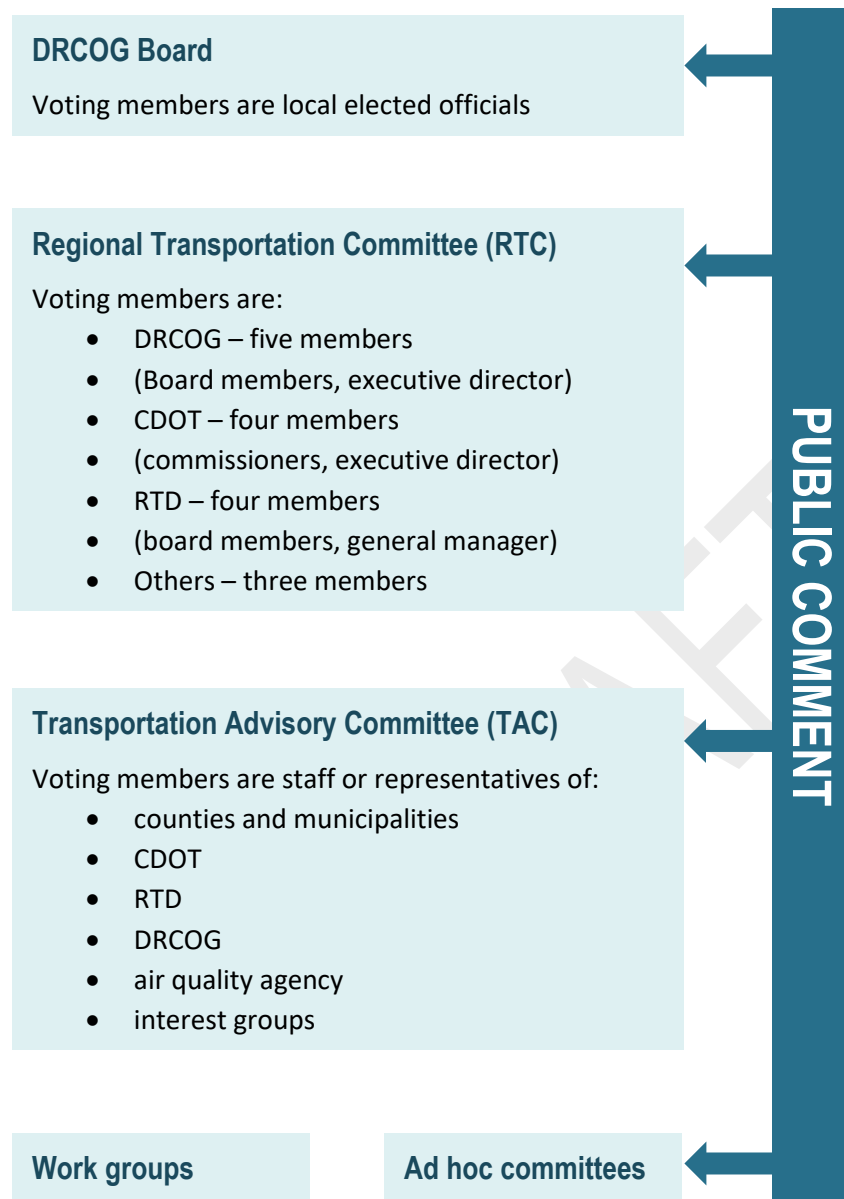 DRCOG Board
Voting members are local elected officials
Regional Transportation Committee (RTC)
Voting members are:
• DRCOG – five members
• (Board members, executive director)
• CDOT – four members
• (commissioners, executive director)
• RTD – four members
• (board members, general manager)
• Others – three members
Transportation Advisory Committee (TAC)
Voting members are staff or representatives of:
• counties and municipalities
• CDOT
• RTD
• DRCOG
• air quality agency
• interest groups
Work groups
Ad hoc committees
PUBLIC COMMENT